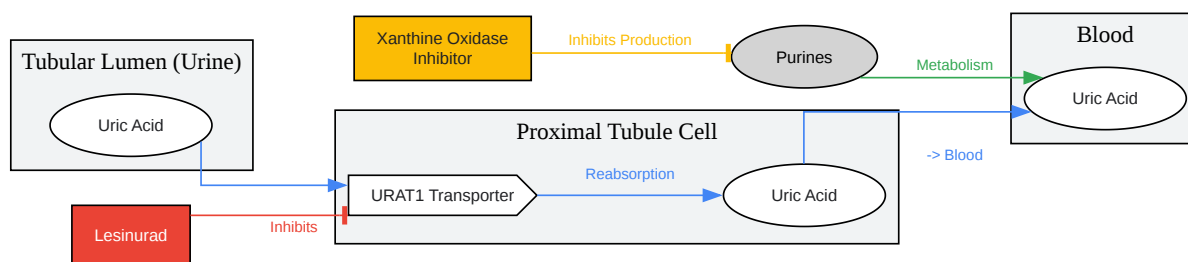 Tubular Lumen (Urine)
Uric Acid
Xanthine Oxidase
Inhibitor
Inhibits Production
Purines
Metabolism
Blood
Uric Acid
Proximal Tubule Cell
-> Blood
URAT1 Transporter
Reabsorption
Uric Acid
Lesinurad
Inhibits